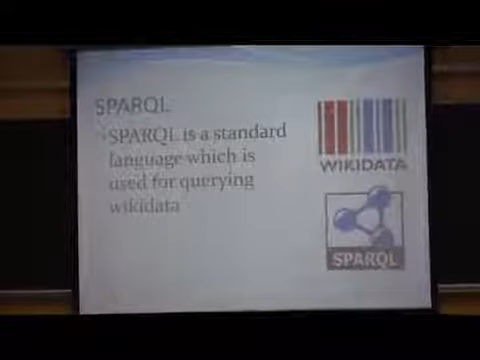 SPARQL
SPARQL is a standard
language which is
used for querying
wikidata
WIKIDATA
SPARQL